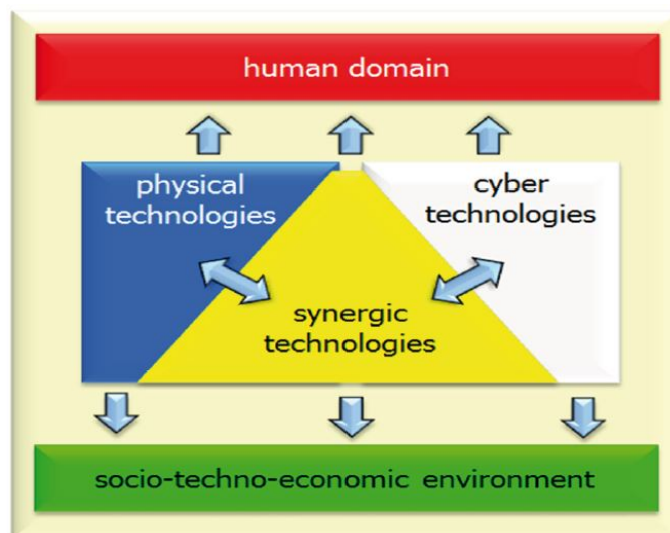 human domain
physical
technologies
cyber
technologies
synergic
technologies
socio-techno-economic environment